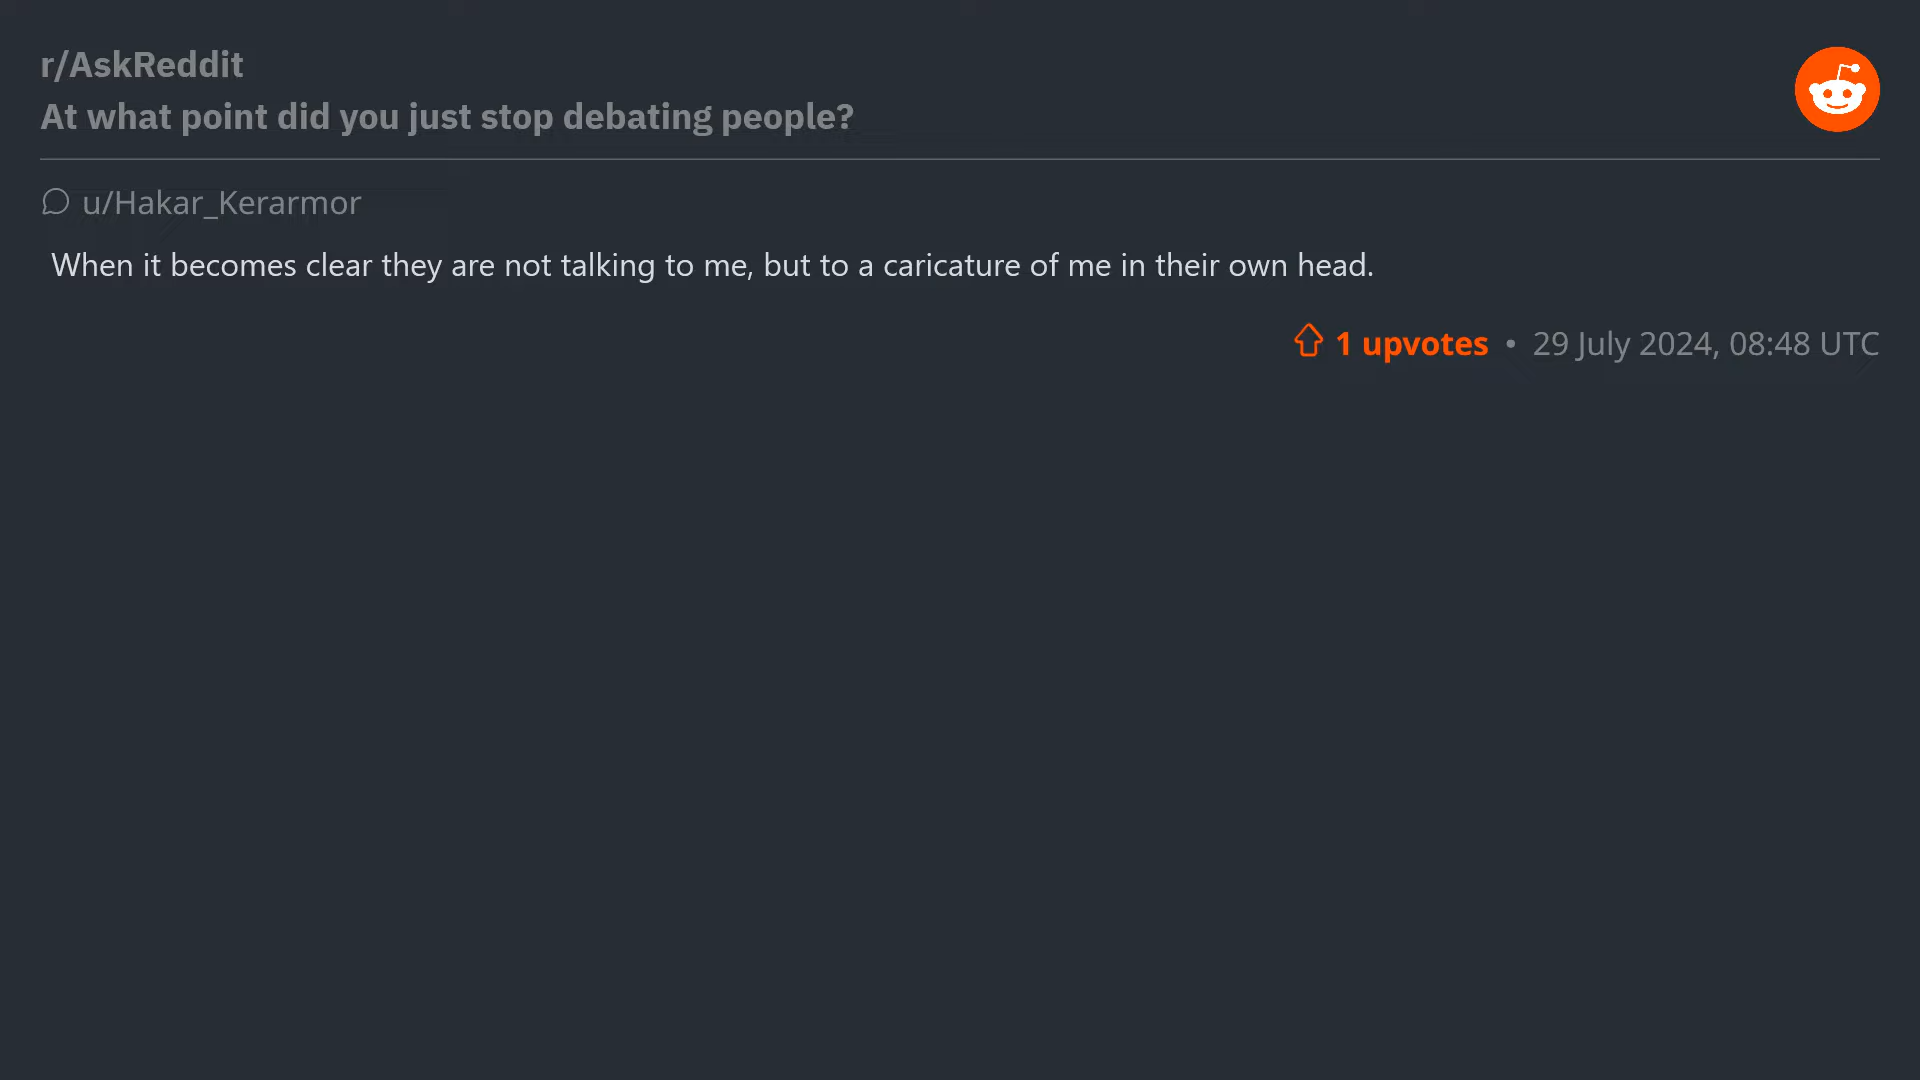 r/AskReddit
At what point did you just stop debating people?
u/Hakar_Kerarmor
When it becomes clear they are not talking to me, but to a caricature of me in their own head.
1 upvotes • 29 July 2024, 08:48 UTC